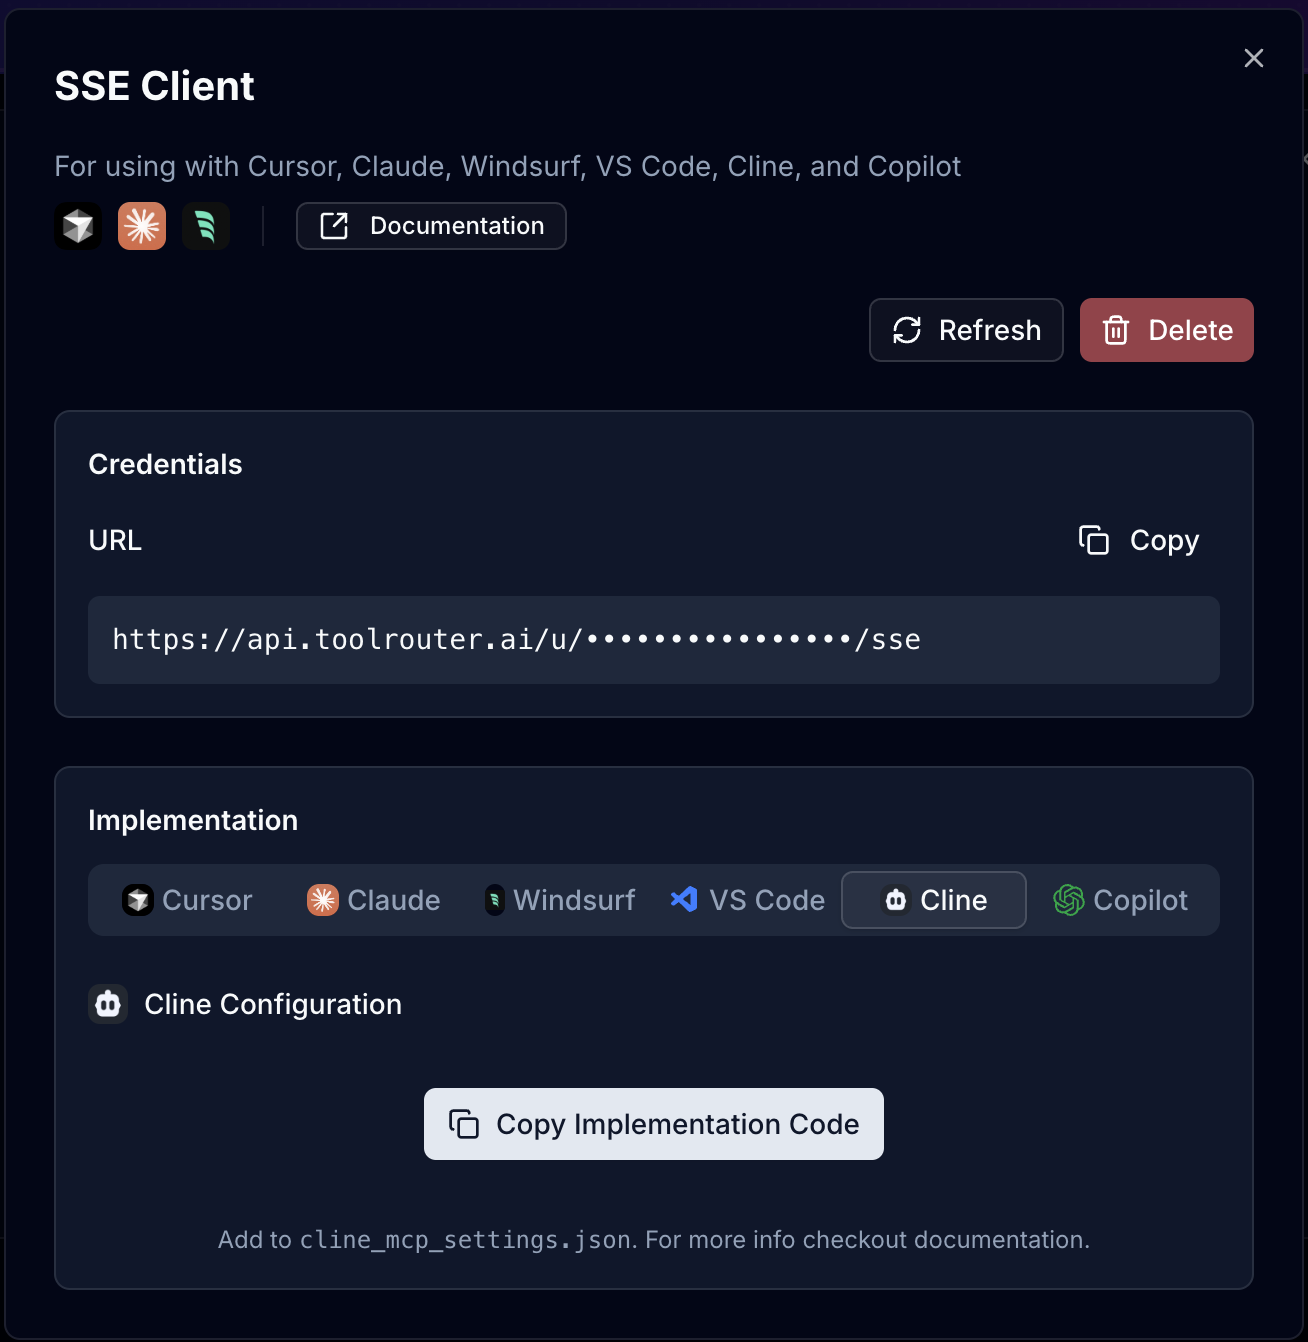 SSE Client
For using with Cursor, Claude, Windsurf, VS Code, Cline, and Copilot
Documentation
Refresh
Delete
Credentials
URL
Copy
https://api.toolrouter.ai/u/••••••••••••••••/sse
Implementation
Cursor
Claude
Windsurf
VS Code
Cline
Copilot
Cline Configuration
Copy Implementation Code
Add to cline_mcp_settings.json. For more info checkout documentation.